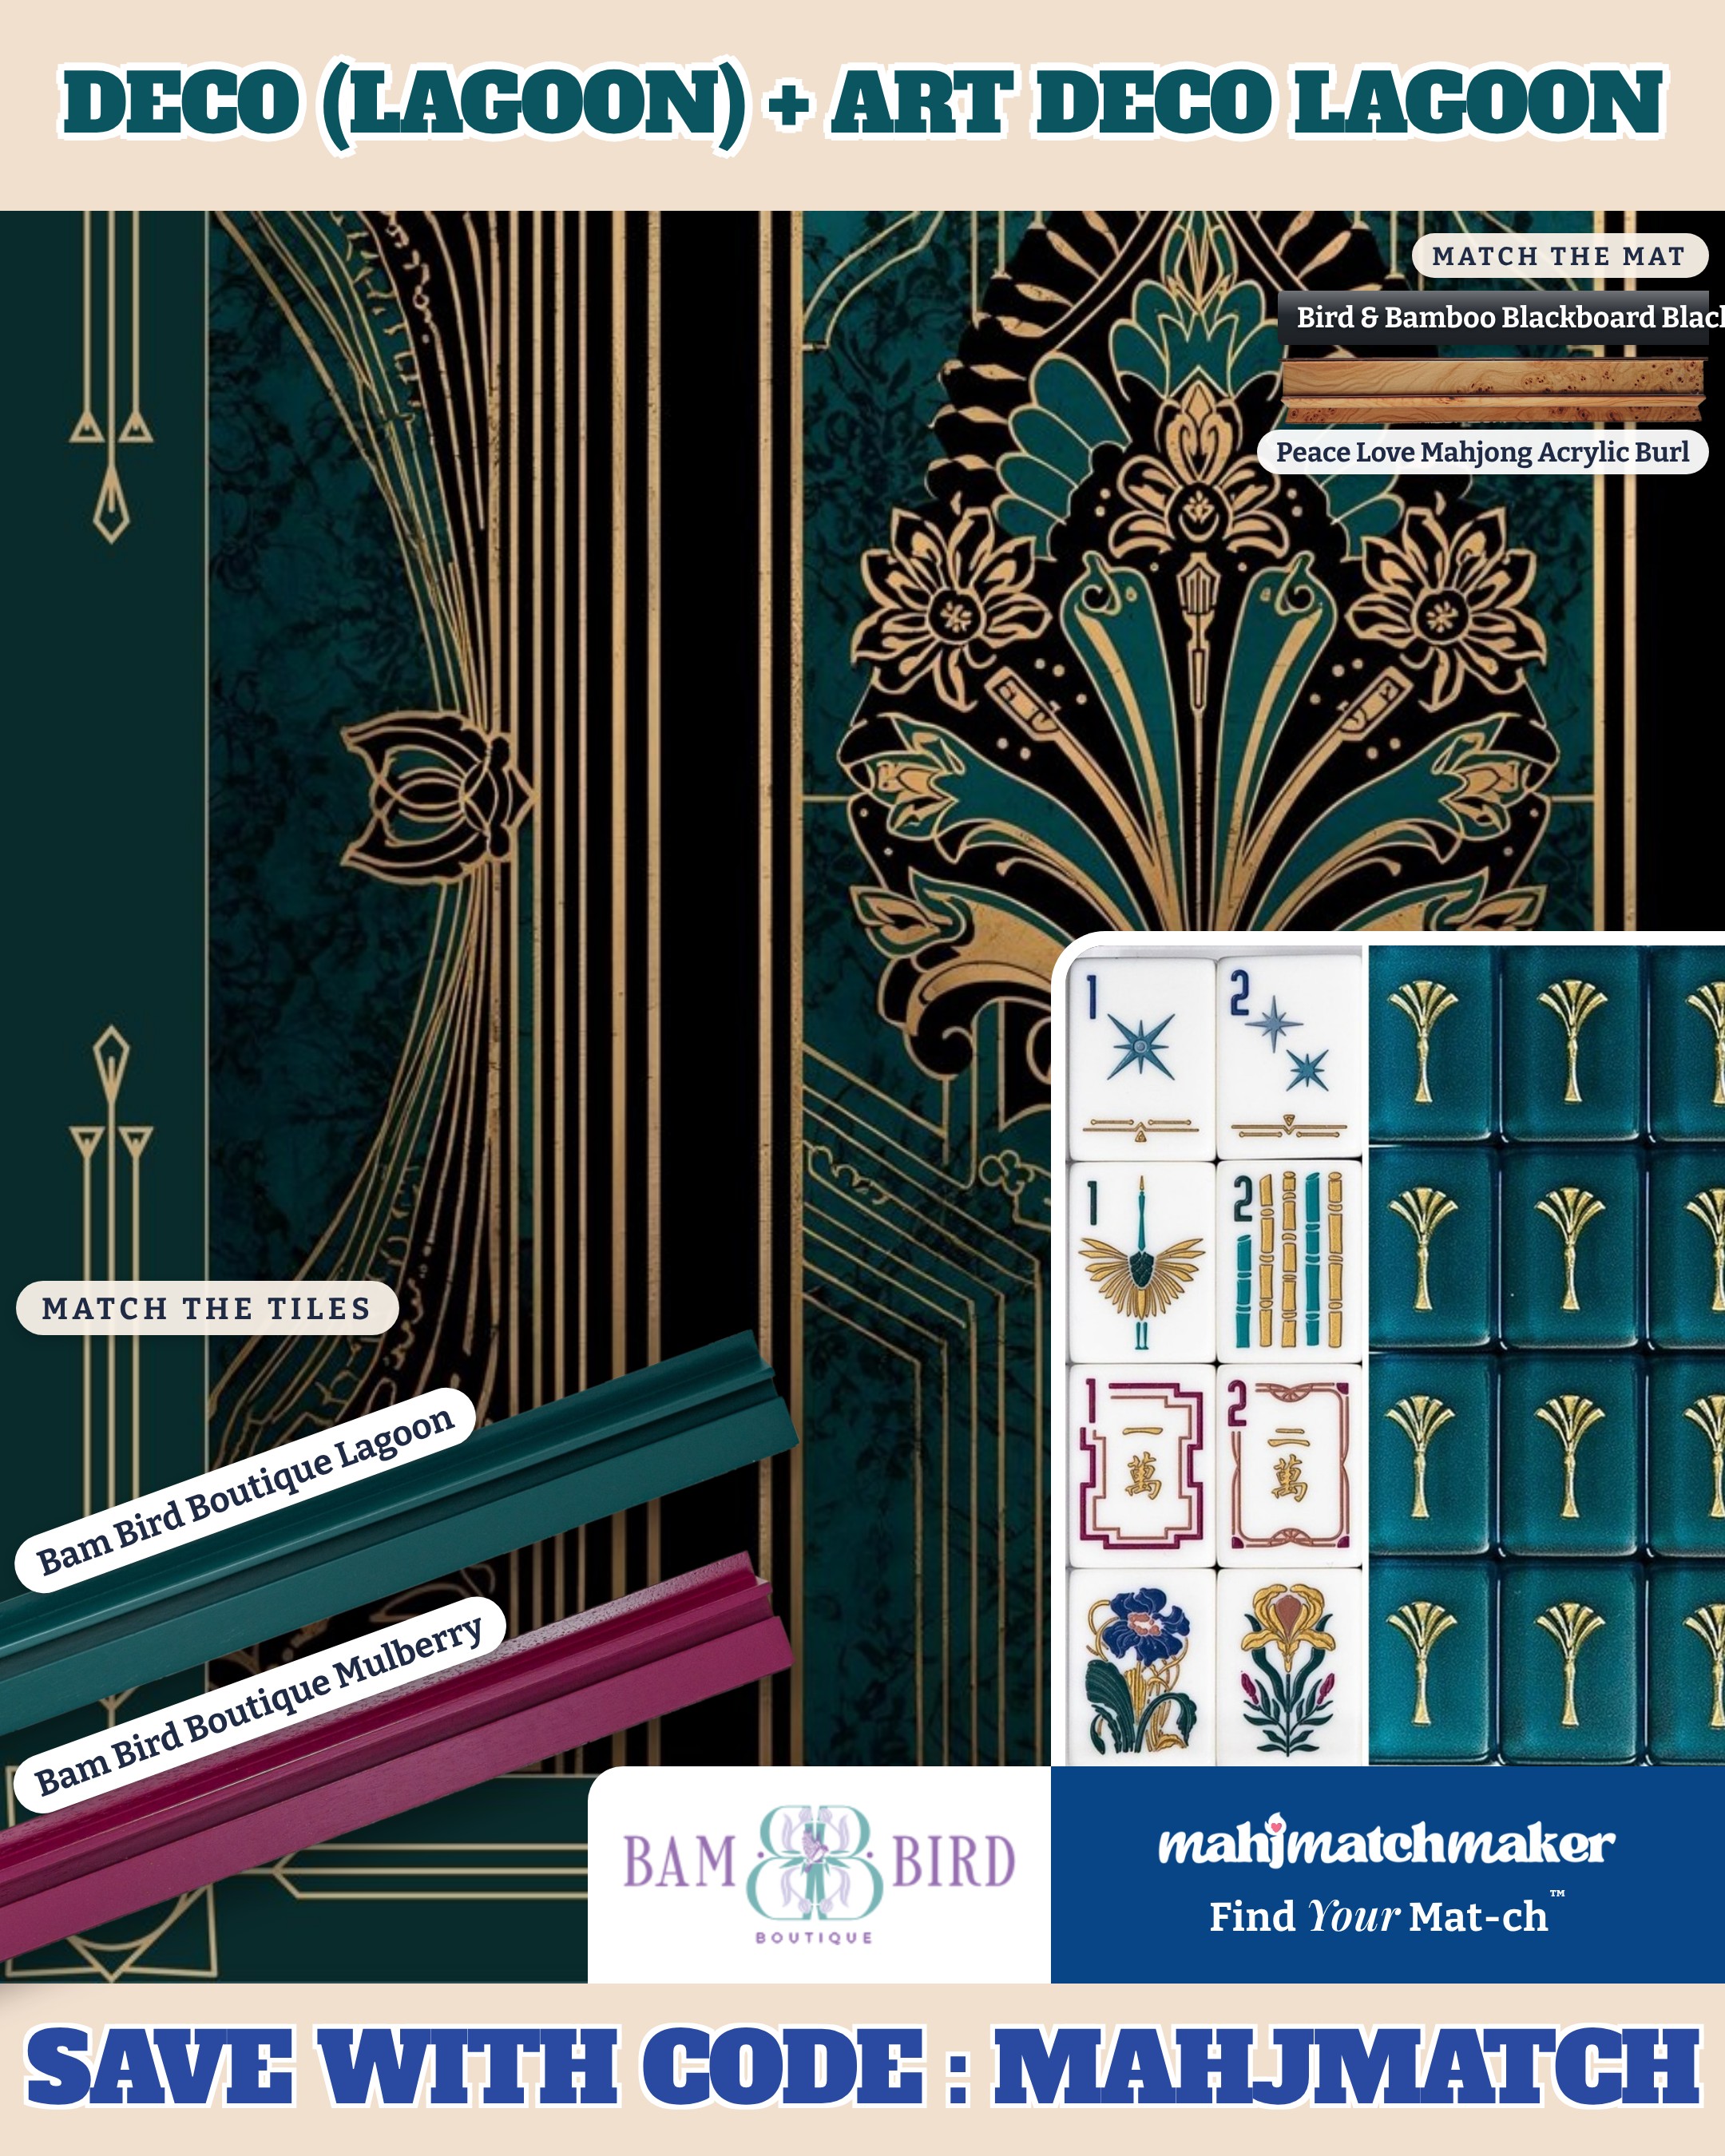 DECO (LAGOON) + ART DECO LAGOON
MATCH THE MAT
Bird & Bamboo Blackboard Black
Peace Love Mahjong Acrylic Burl
MATCH THE TILES
Bam Bird Boutique Lagoon
Bam Bird Boutique Mulberry
1
2
1
2
1
一
萬
2
二
萬
BAM BIRD
BOUTIQUE
mahjmatchmaker
Find Your Mat-ch™
SAVE WITH CODE : MAHJMATCH